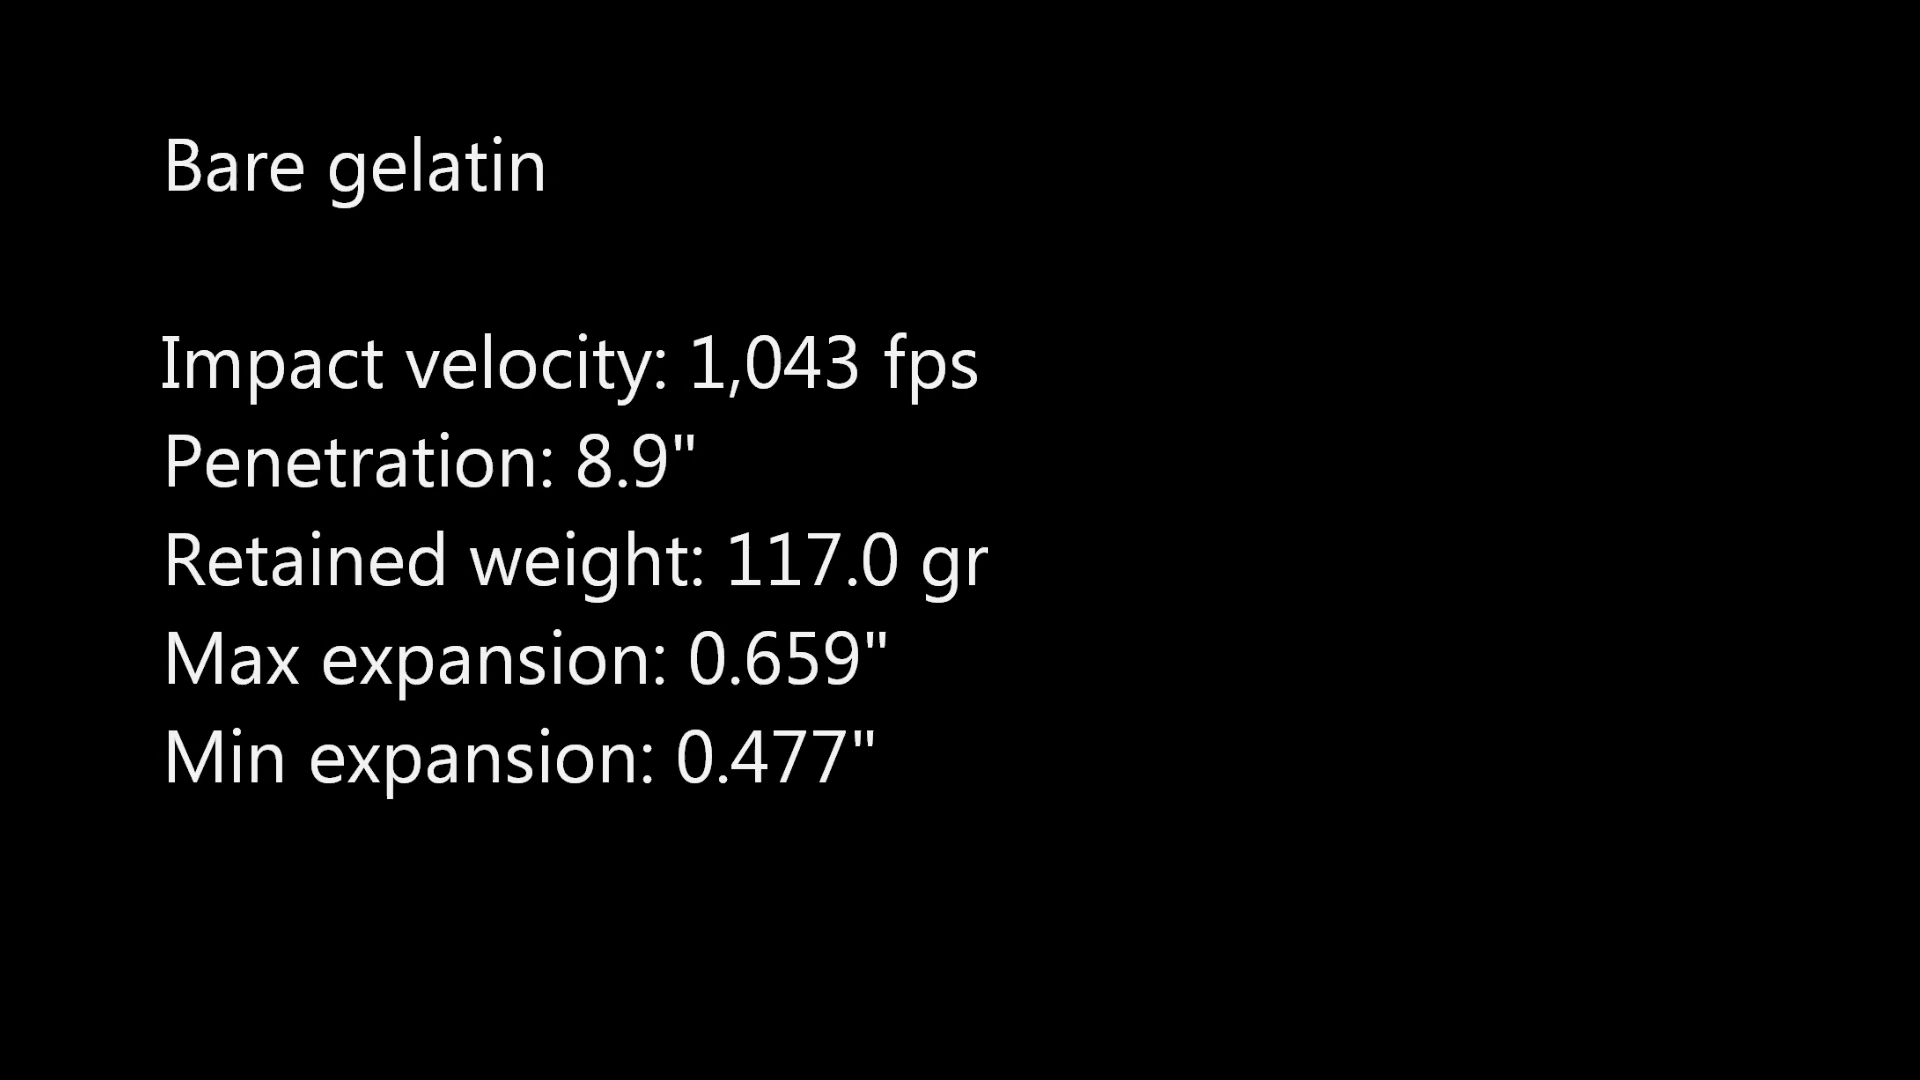 Bare gelatin
Impact velocity: 1,043 fps
Penetration: 8.9"
Retained weight: 117.0 gr
Max expansion: 0.659"
Min expansion: 0.477"